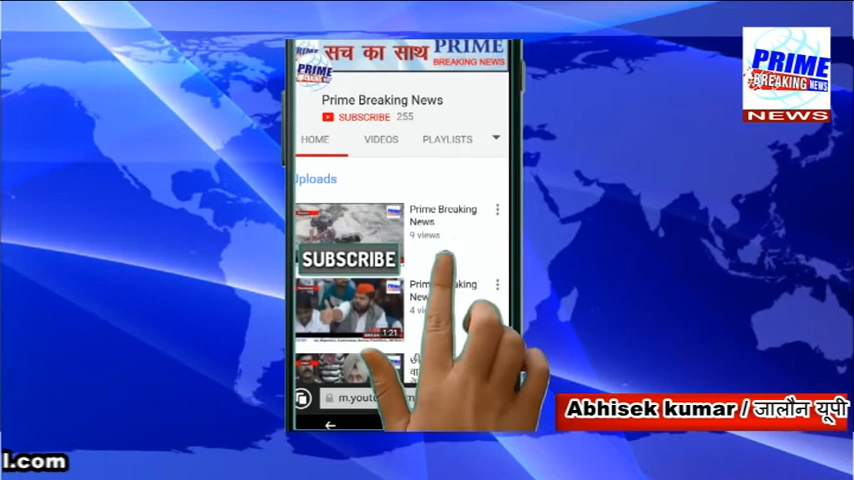 सच का साथ
PRIME
BREAKING NEWS
PRIME
Prime Breaking News
SUBSCRIBE 255
HOME VIDEOS PLAYLISTS
Uploads
Prime Breaking
News
9 views
SUBSCRIBE
1:21
m.youtu
PRIME
BREAKING NEWS
NEWS
Abhisek kumar / जालौन यूपी
l.com